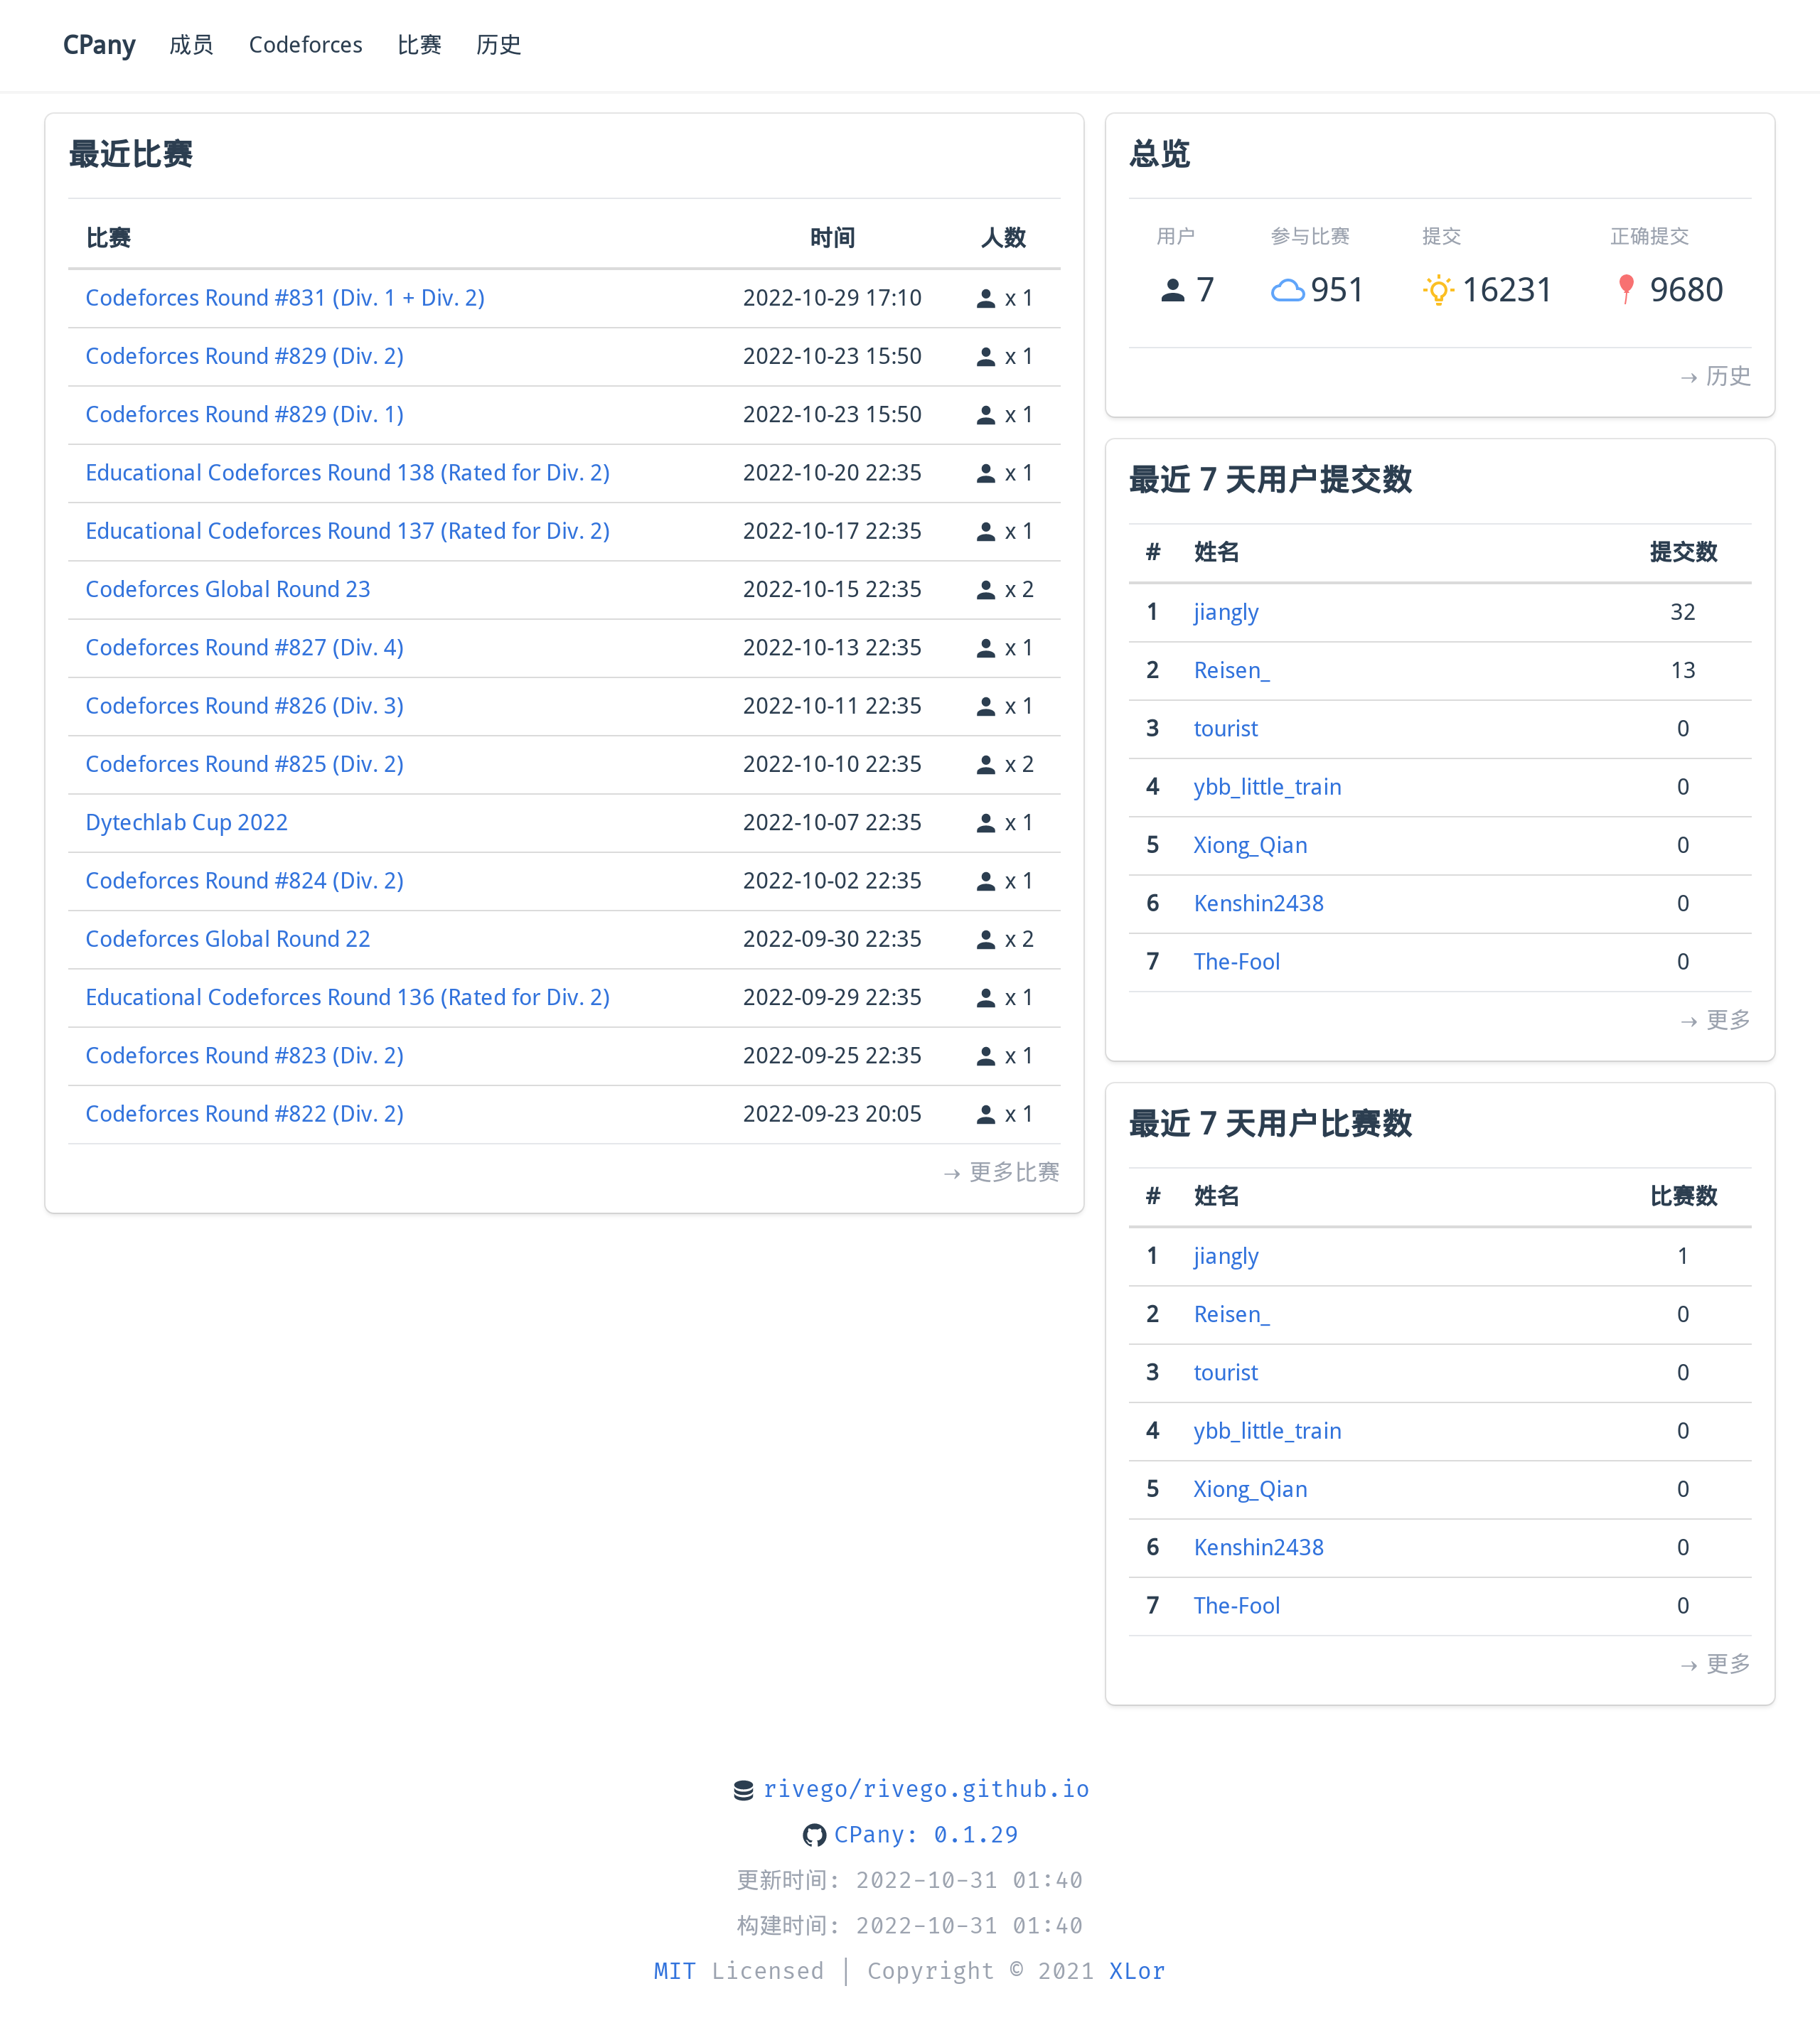 CPany 成员 Codeforces 比赛 历史
最近比赛
比赛 时间 人数
Codeforces Round #831 (Div. 1 + Div. 2) 2022-10-29 17:10 x 1
Codeforces Round #829 (Div. 2) 2022-10-23 15:50 x 1
Codeforces Round #829 (Div. 1) 2022-10-23 15:50 x 1
Educational Codeforces Round 138 (Rated for Div. 2) 2022-10-20 22:35 x 1
Educational Codeforces Round 137 (Rated for Div. 2) 2022-10-17 22:35 x 1
Codeforces Global Round 23 2022-10-15 22:35 x 2
Codeforces Round #827 (Div. 4) 2022-10-13 22:35 x 1
Codeforces Round #826 (Div. 3) 2022-10-11 22:35 x 1
Codeforces Round #825 (Div. 2) 2022-10-10 22:35 x 2
Dytechlab Cup 2022 2022-10-07 22:35 x 1
Codeforces Round #824 (Div. 2) 2022-10-02 22:35 x 1
Codeforces Global Round 22 2022-09-30 22:35 x 2
Educational Codeforces Round 136 (Rated for Div. 2) 2022-09-29 22:35 x 1
Codeforces Round #823 (Div. 2) 2022-09-25 22:35 x 1
Codeforces Round #822 (Div. 2) 2022-09-23 20:05 x 1
→ 更多比赛
总览
用户 参与比赛 提交 正确提交
7 951 16231 9680
→ 历史
最近 7 天用户提交数
# 姓名 提交数
1 jiangly 32
2 Reisen_ 13
3 tourist 0
4 ybb_little_train 0
5 Xiong_Qian 0
6 Kenshin2438 0
7 The-Fool 0
→ 更多
最近 7 天用户比赛数
# 姓名 比赛数
1 jiangly 1
2 Reisen_ 0
3 tourist 0
4 ybb_little_train 0
5 Xiong_Qian 0
6 Kenshin2438 0
7 The-Fool 0
→ 更多
rivego/rivego.github.io
CPany: 0.1.29
更新时间: 2022-10-31 01:40
构建时间: 2022-10-31 01:40
MIT Licensed | Copyright © 2021 XLor